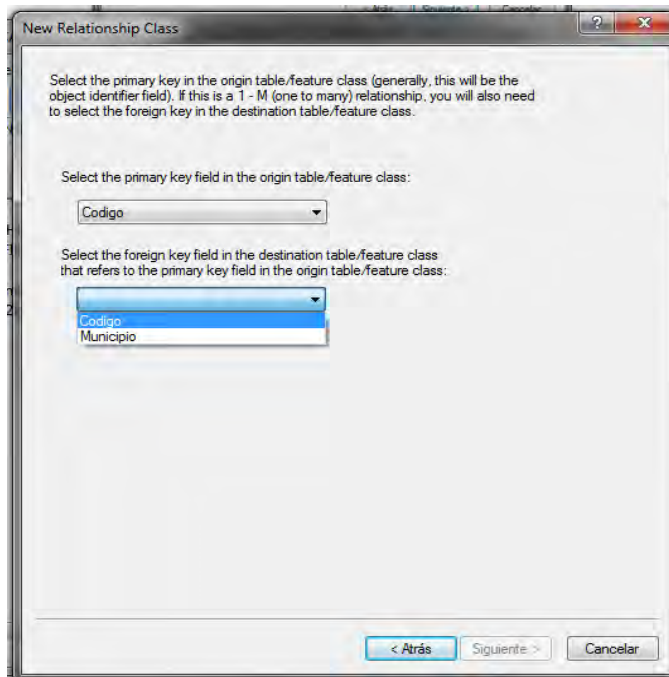 < Atrás Siguiente > Cancelar
New Relationship Class
Select the primary key in the origin table/feature class (generally, this will be the
object identifier field). If this is a 1 - M (one to many) relationship, you will also need
to select the foreign key in the destination table/feature class.
Select the primary key field in the origin table/feature class:
Codigo
Select the foreign key field in the destination table/feature class
that refers to the primary key field in the origin table/feature class:
Codigo
Municipio
< Atrás Siguiente > Cancelar